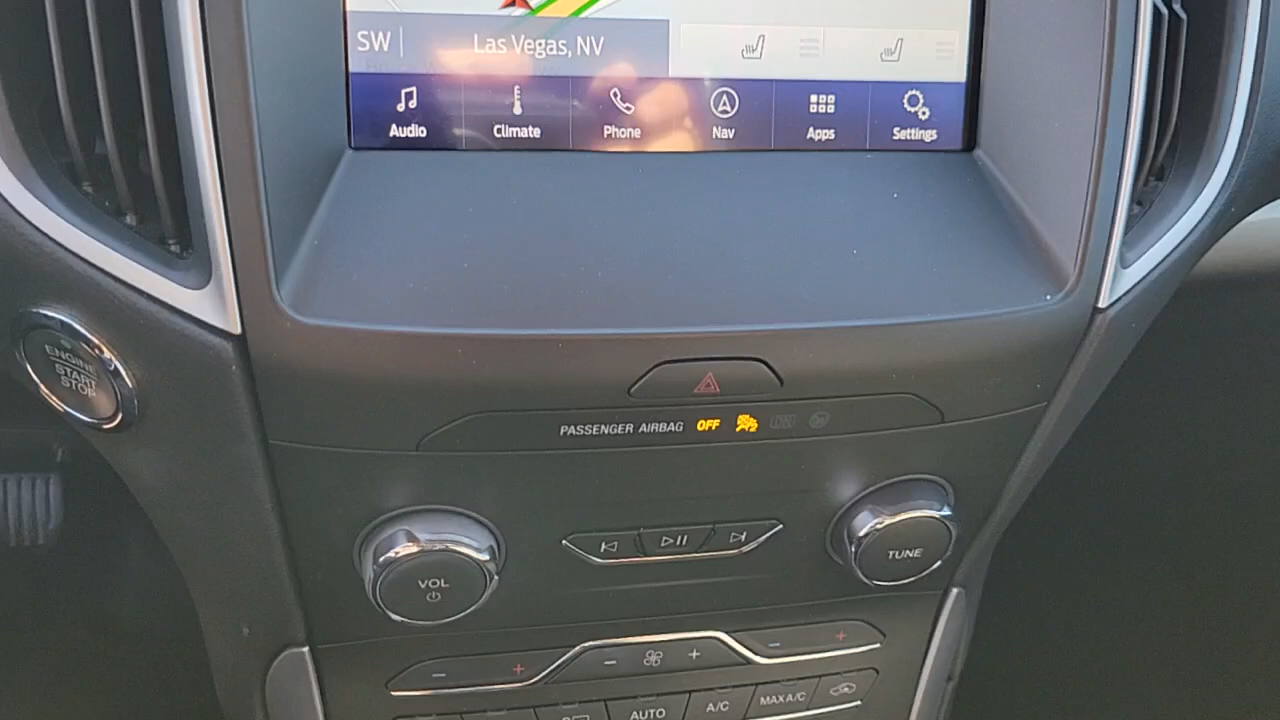 SW
Las Vegas, NV
Audio
Climate
Phone
Nav
Apps
Settings
ENGINE
START
STOP
PASSENGER AIRBAG OFF
VOL
TUNE
AUTO
A/C
MAX A/C